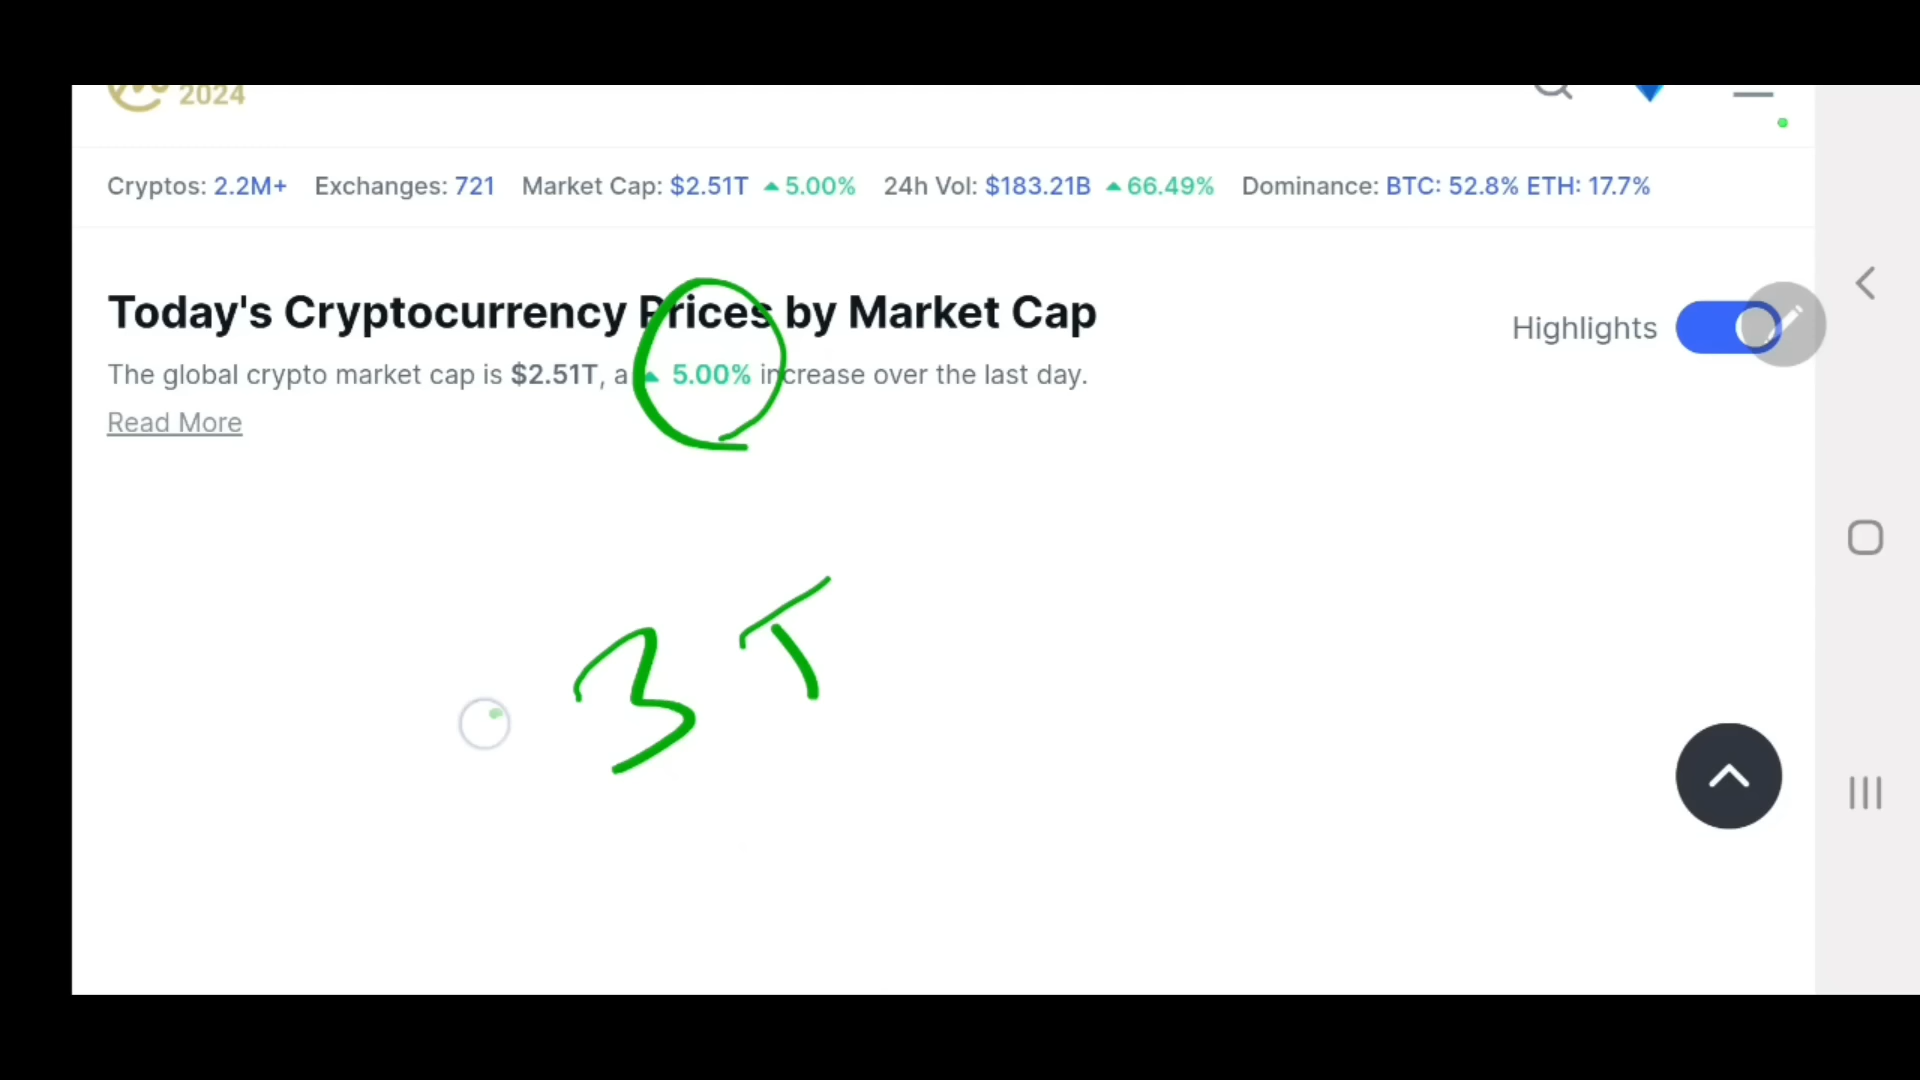 2024
Cryptos: 2.2M+ Exchanges: 721 Market Cap: $2.51T ▲ 5.00% 24h Vol: $183.21B ▲ 66.49% Dominance: BTC: 52.8% ETH: 17.7%
Today's Cryptocurrency Prices by Market Cap
Highlights
The global crypto market cap is $2.51T, a ▲ 5.00% increase over the last day.
Read More
3 T